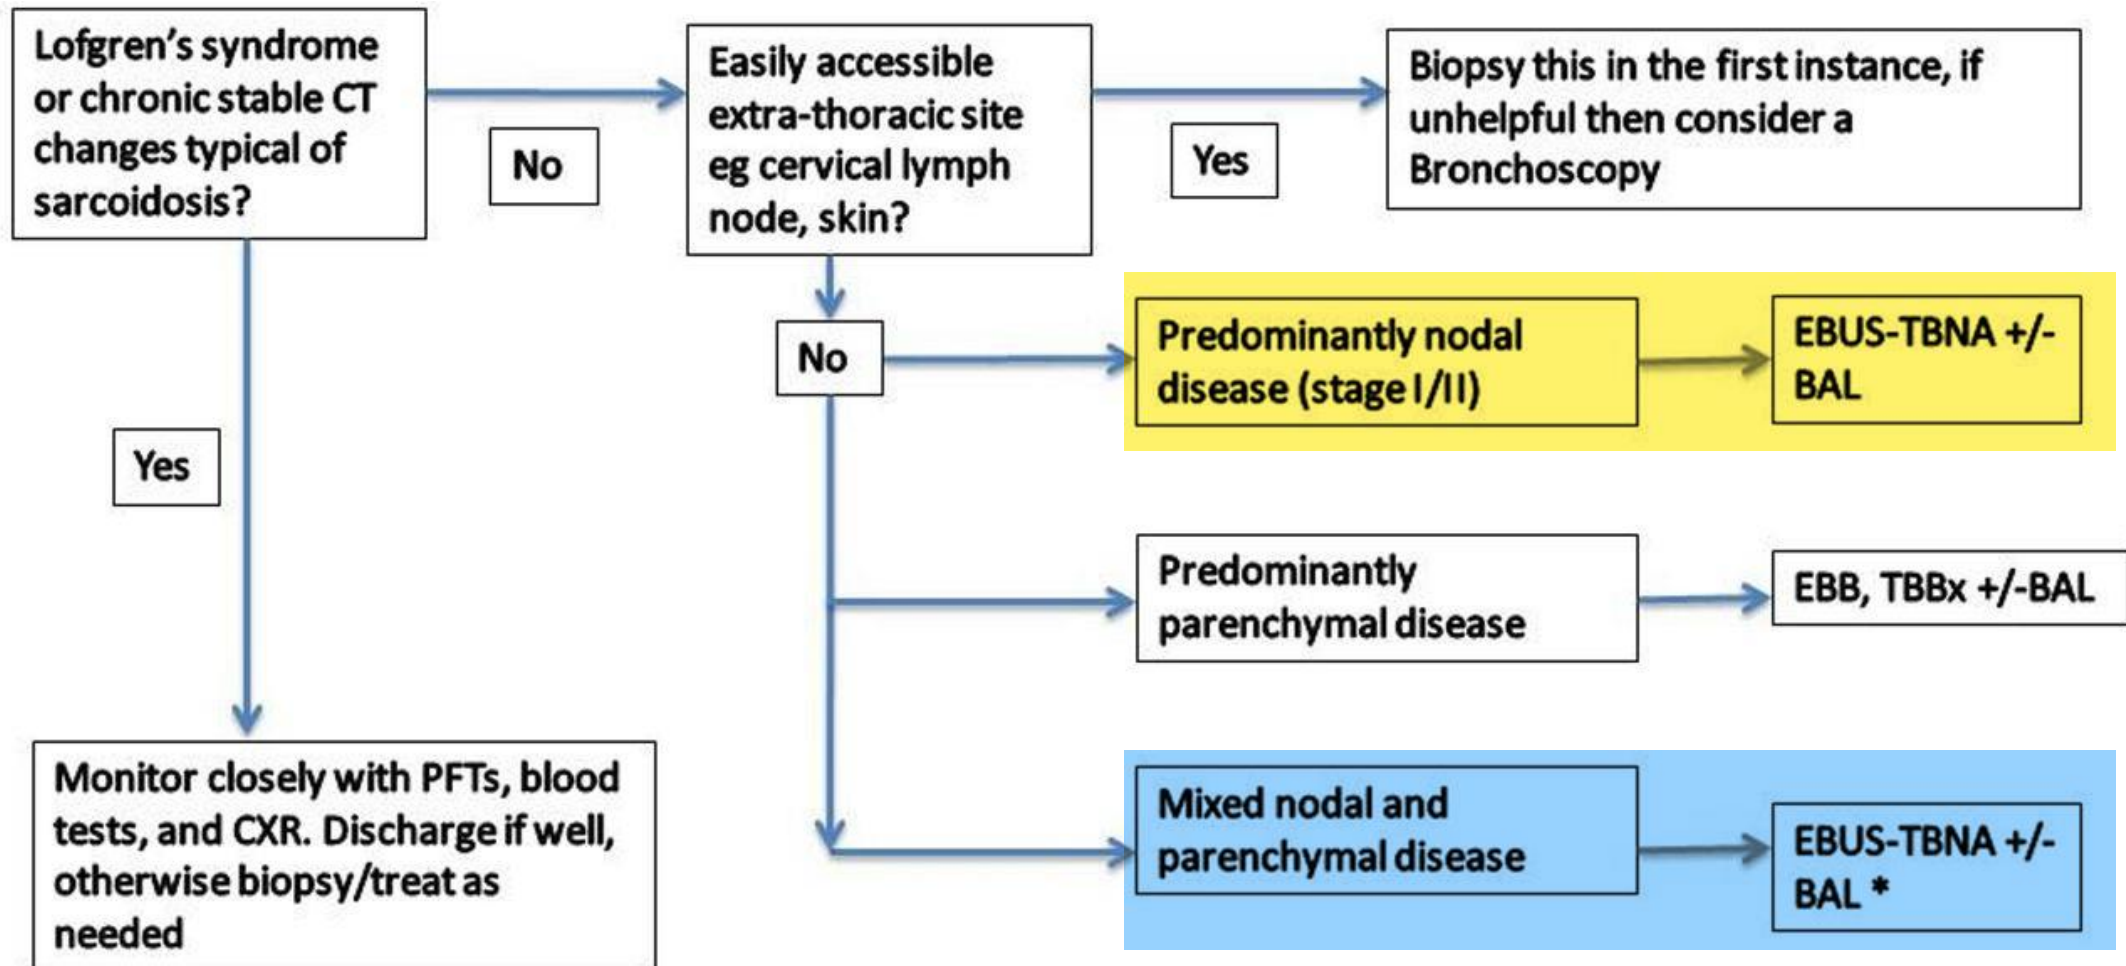 Lofgren’s syndrome
or chronic stable CT
changes typical of
sarcoidosis?
No
Easily accessible
extra-thoracic site
eg cervical lymph
node, skin?
Yes
Biopsy this in the first instance, if
unhelpful then consider a
Bronchoscopy
No
Predominantly nodal
disease (stage I/II)
EBUS-TBNA +/-
BAL
Yes
Predominantly
parenchymal disease
EBB, TBBx +/-BAL
Monitor closely with PFTs, blood
tests, and CXR. Discharge if well,
otherwise biopsy/treat as
needed
Mixed nodal and
parenchymal disease
EBUS-TBNA +/-
BAL *